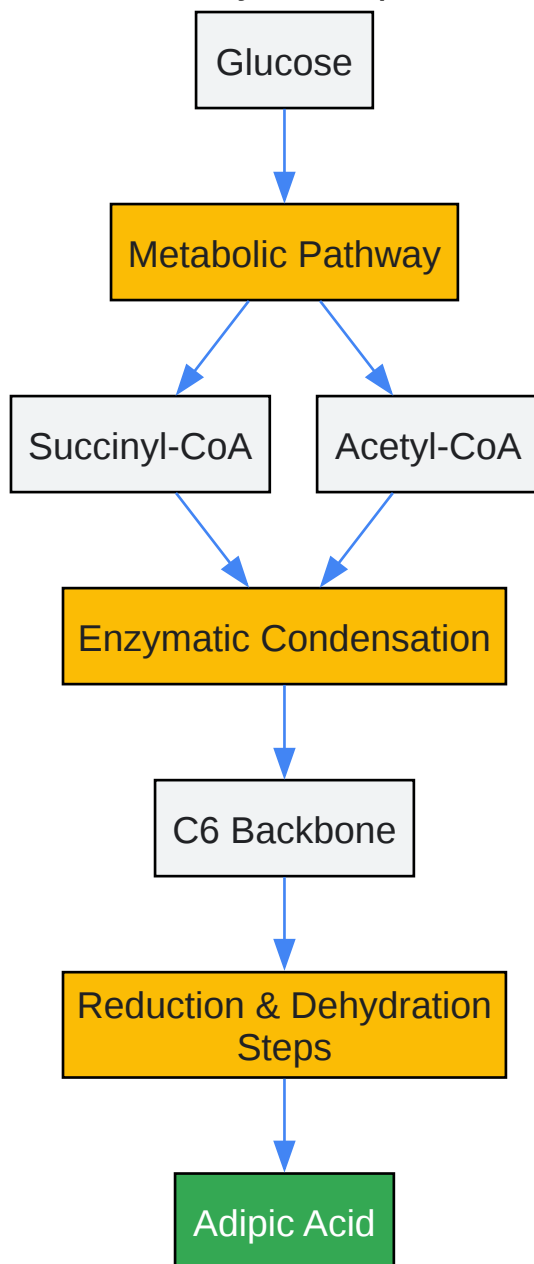 Glucose
Metabolic Pathway
Succinyl-CoA
Acetyl-CoA
Enzymatic Condensation
C6 Backbone
Reduction & Dehydration
Steps
Adipic Acid